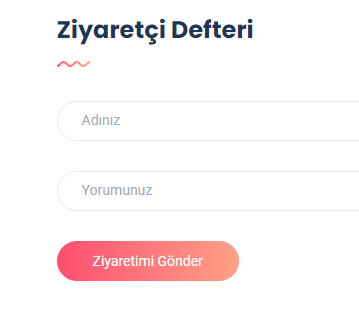 Ziyaretçi Defteri
Adınız
Yorumunuz
Ziyaretimi Gönder